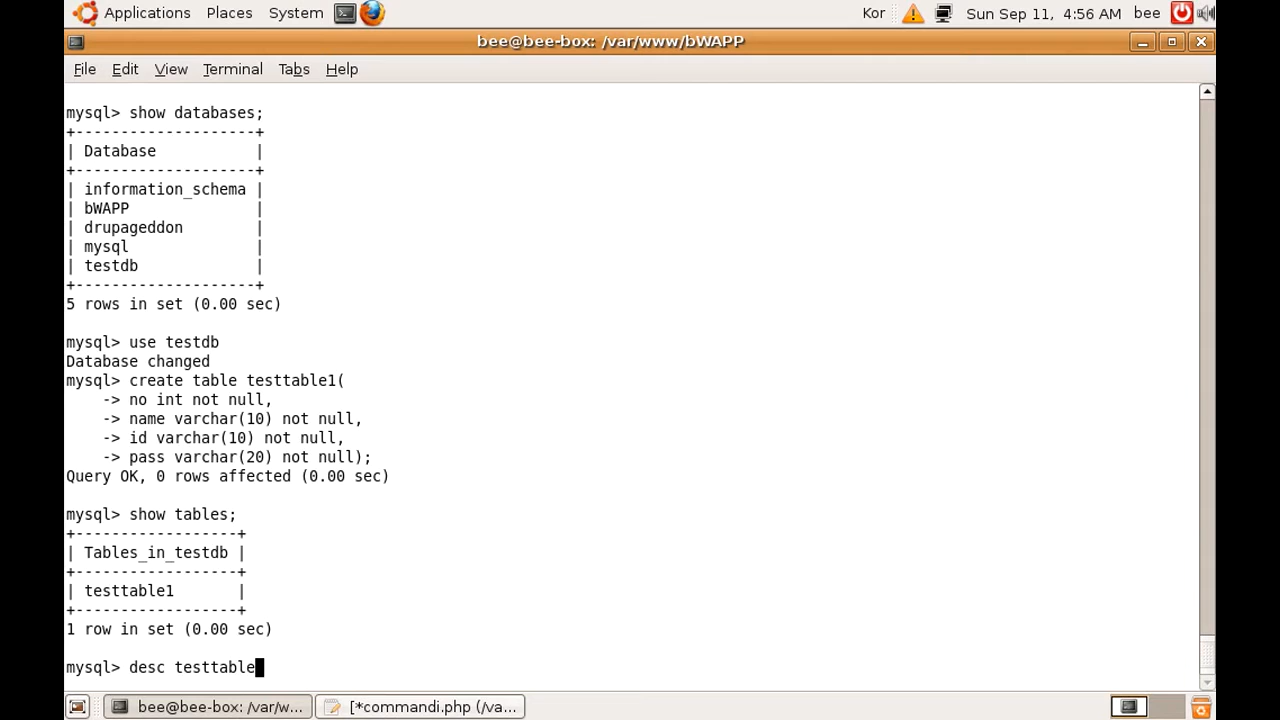 Applications Places System Kor Sun Sep 11, 4:56 AM bee
bee@bee-box: /var/www/bWAPP
File Edit View Terminal Tabs Help
mysql> show databases;
+--------------------+
| Database           |
+--------------------+
| information_schema |
| bWAPP              |
| drupageddon        |
| mysql              |
| testdb             |
+--------------------+
5 rows in set (0.00 sec)
mysql> use testdb
Database changed
mysql> create table testtable1(
    -> no int not null,
    -> name varchar(10) not null,
    -> id varchar(10) not null,
    -> pass varchar(20) not null);
Query OK, 0 rows affected (0.00 sec)
mysql> show tables;
+------------------+
| Tables_in_testdb |
+------------------+
| testtable1       |
+------------------+
1 row in set (0.00 sec)
mysql> desc testtable
bee@bee-box: /var/w... [*commandi.php (/va...